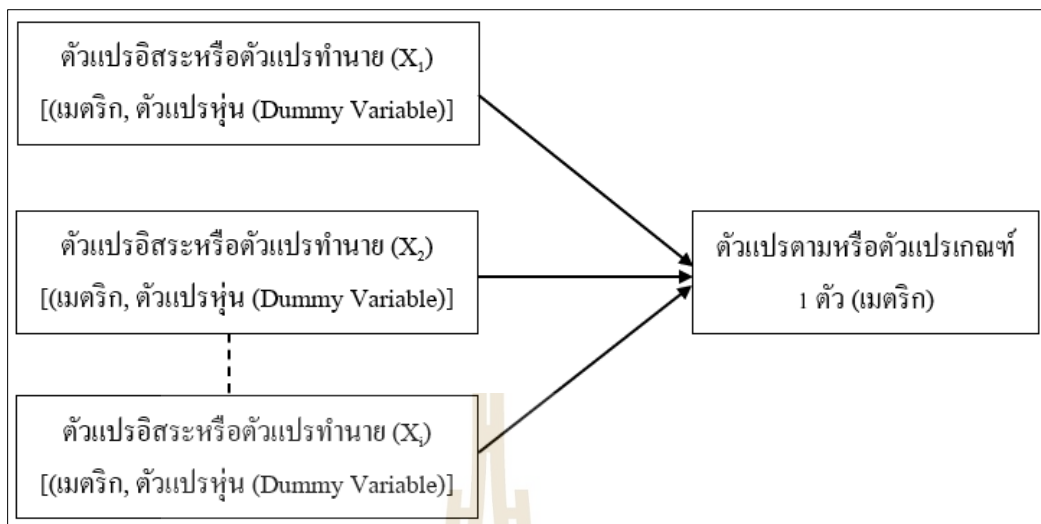 ตัวแปรอิสระหรือตัวแปรทำนาย (X₁)
[(เมตริก, ตัวแปรหุ่น (Dummy Variable)]
ตัวแปรอิสระหรือตัวแปรทำนาย (X₂)
[(เมตริก, ตัวแปรหุ่น (Dummy Variable)]
ตัวแปรตามหรือตัวแปรเกณฑ์
1 ตัว (เมตริก)
ตัวแปรอิสระหรือตัวแปรทำนาย (Xᵢ)
[(เมตริก, ตัวแปรหุ่น (Dummy Variable)]